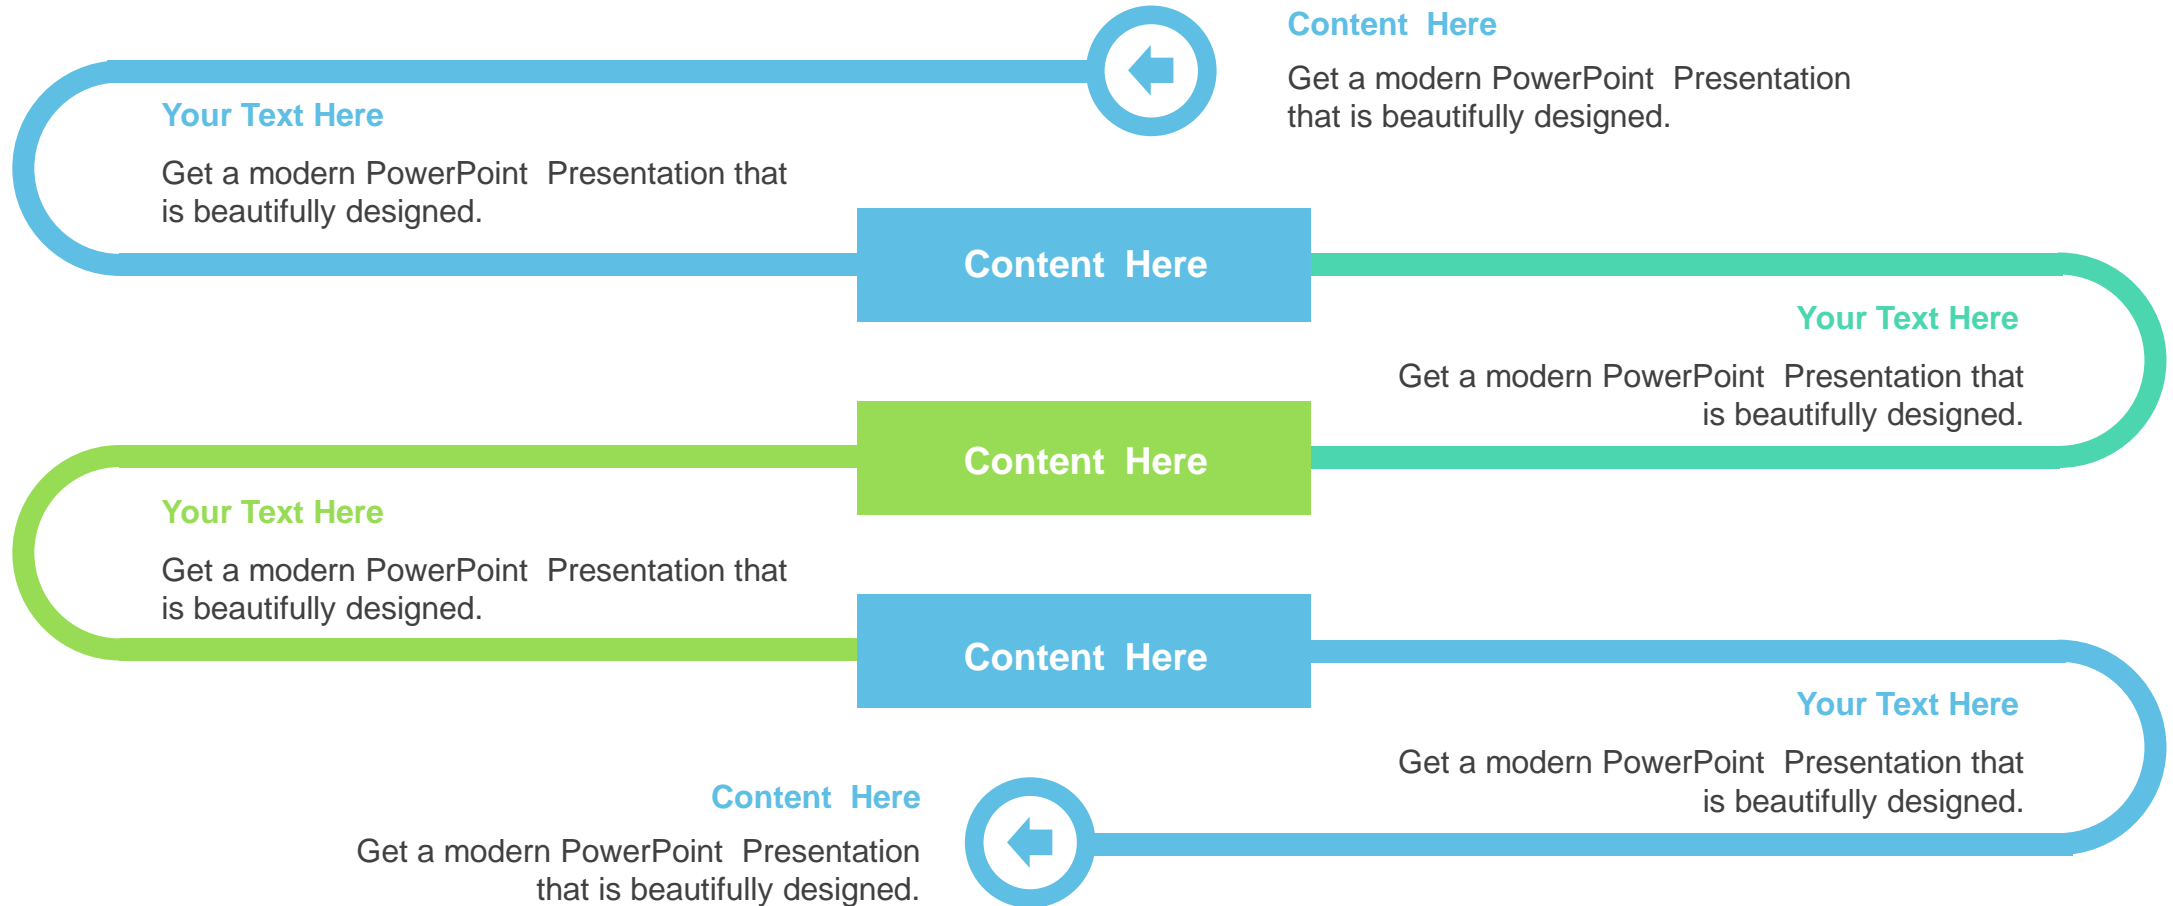 Content  Here
Get a modern PowerPoint  Presentation
that is beautifully designed.
Your Text Here
Get a modern PowerPoint  Presentation that
is beautifully designed.
Content  Here
Your Text Here
Get a modern PowerPoint  Presentation that
is beautifully designed.
Content  Here
Your Text Here
Get a modern PowerPoint  Presentation that
is beautifully designed.
Content  Here
Your Text Here
Get a modern PowerPoint  Presentation that
is beautifully designed.
Content  Here
Get a modern PowerPoint  Presentation
that is beautifully designed.